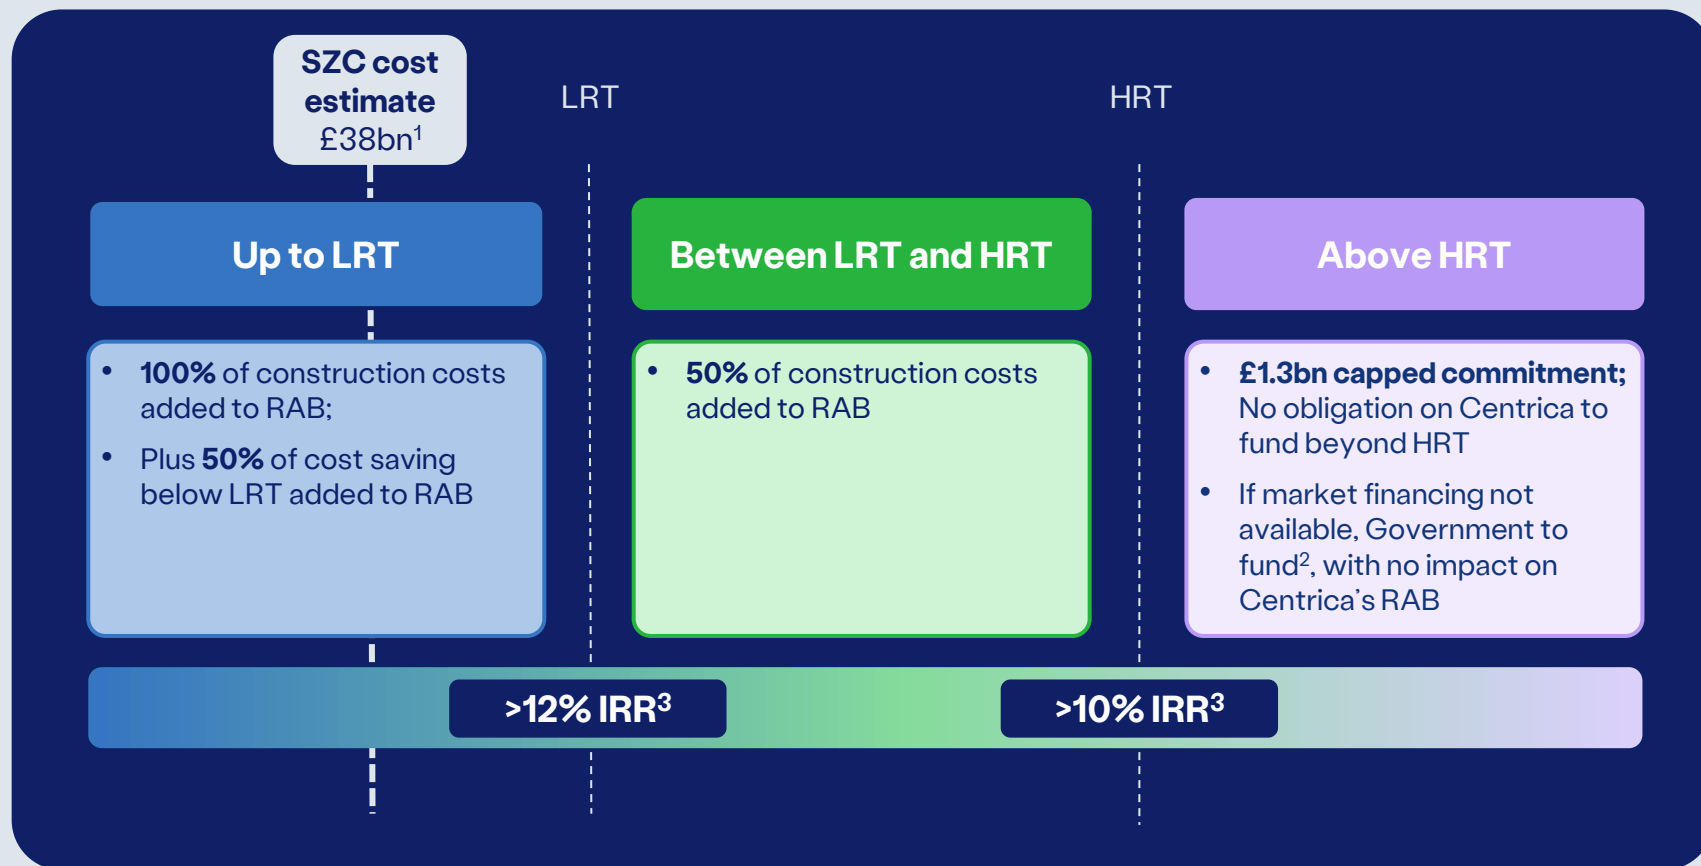 SZC cost
estimate
£38bn¹
LRT
HRT
Up to LRT
Between LRT and HRT
Above HRT
• 100% of construction costs
added to RAB;
• Plus 50% of cost saving
below LRT added to RAB
• 50% of construction costs
added to RAB
• £1.3bn capped commitment;
No obligation on Centrica to
fund beyond HRT
• If market financing not
available, Government to
fund², with no impact on
Centrica’s RAB
>12% IRR³
>10% IRR³